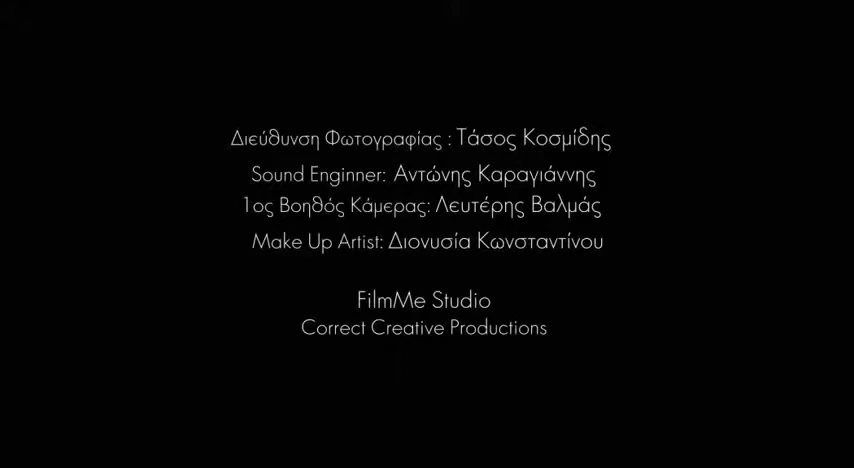 Διεύθυνση Φωτογραφίας : Τάσος Κοσμίδης
Sound Enginner: Αντώνης Καραγιάννης
1ος Βοηθός Κάμερας: Λευτέρης Βαλμάς
Make Up Artist: Διονυσία Κωνσταντίνου
FilmMe Studio
Correct Creative Productions